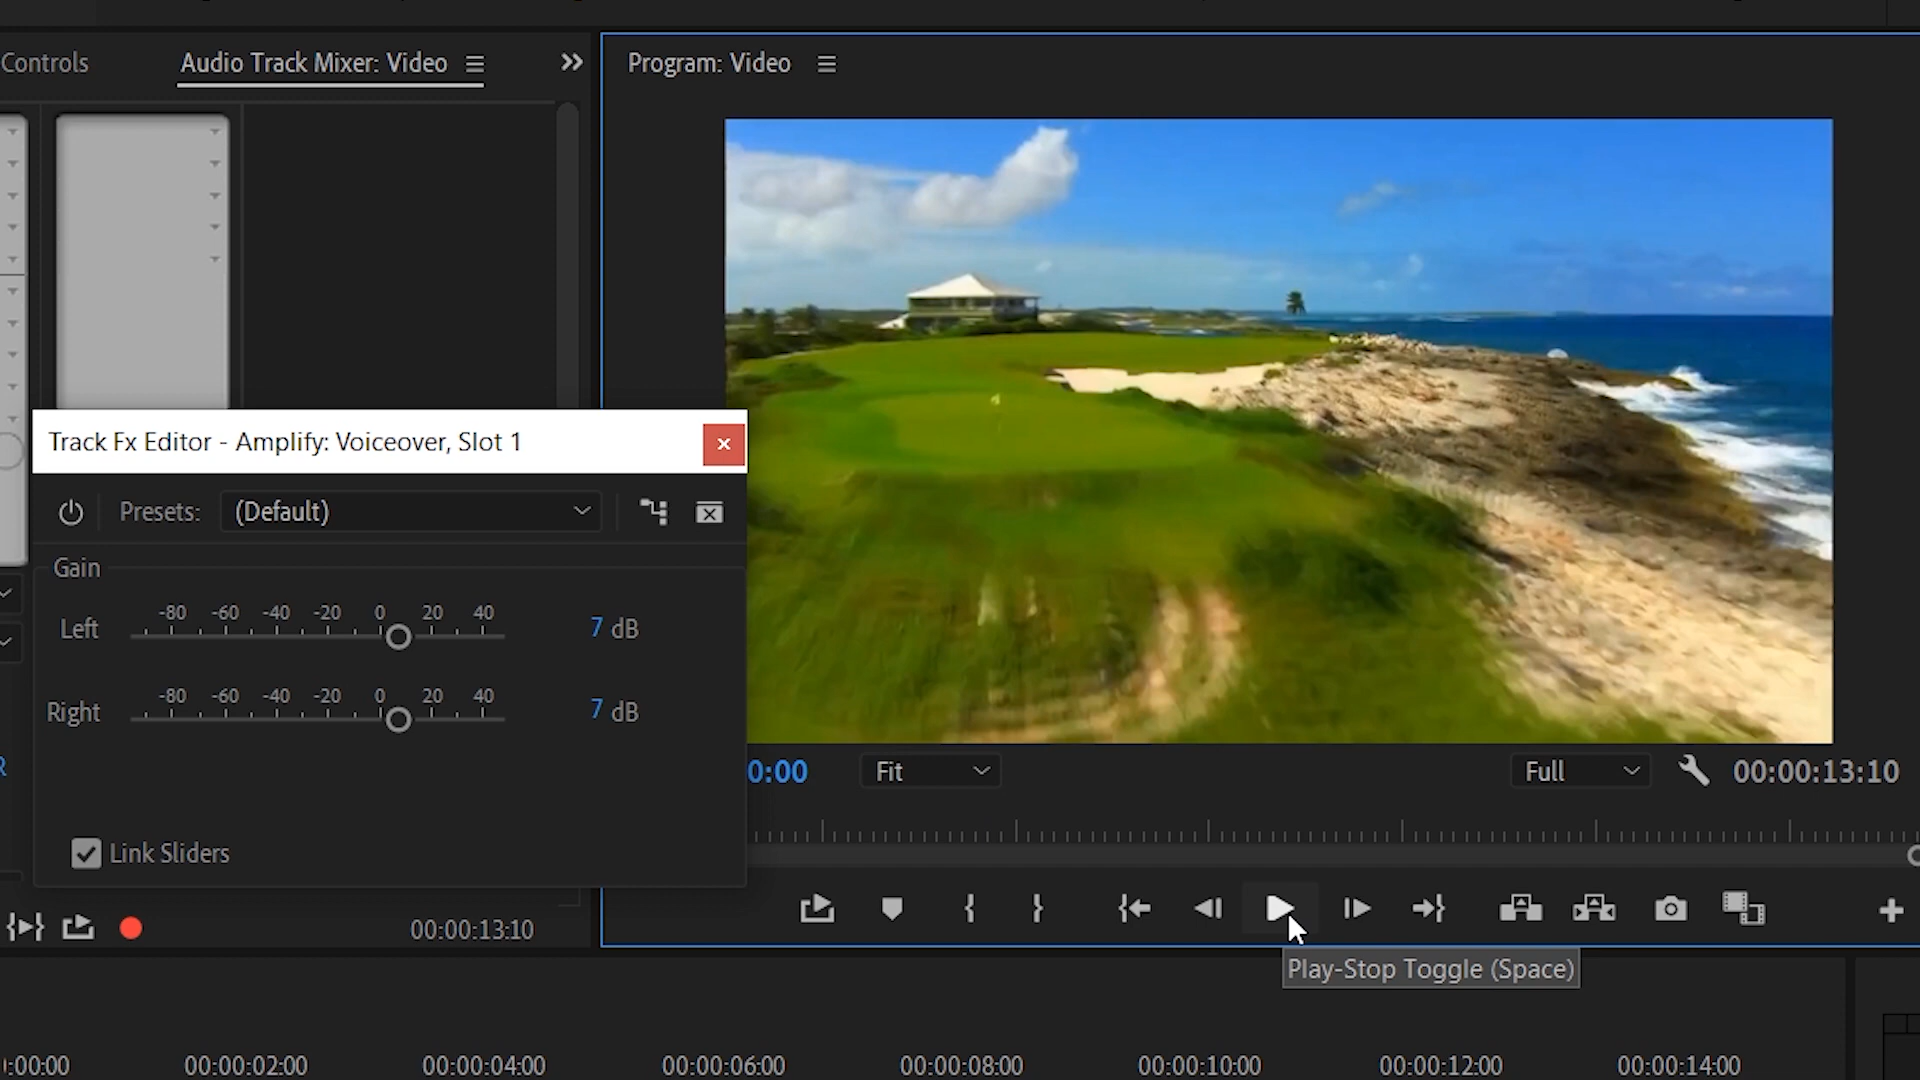 Controls
Audio Track Mixer: Video
Program: Video
Track Fx Editor - Amplify: Voiceover, Slot 1
Presets:
(Default)
Gain
-80 -60 -40 -20 0 20 40
Left
7 dB
-80 -60 -40 -20 0 20 40
Right
7 dB
Link Sliders
0:00
Fit
Full
00:00:13:10
00:00:13:10
Play-Stop Toggle (Space)
:00:00
00:00:02:00
00:00:04:00
00:00:06:00
00:00:08:00
00:00:10:00
00:00:12:00
00:00:14:00